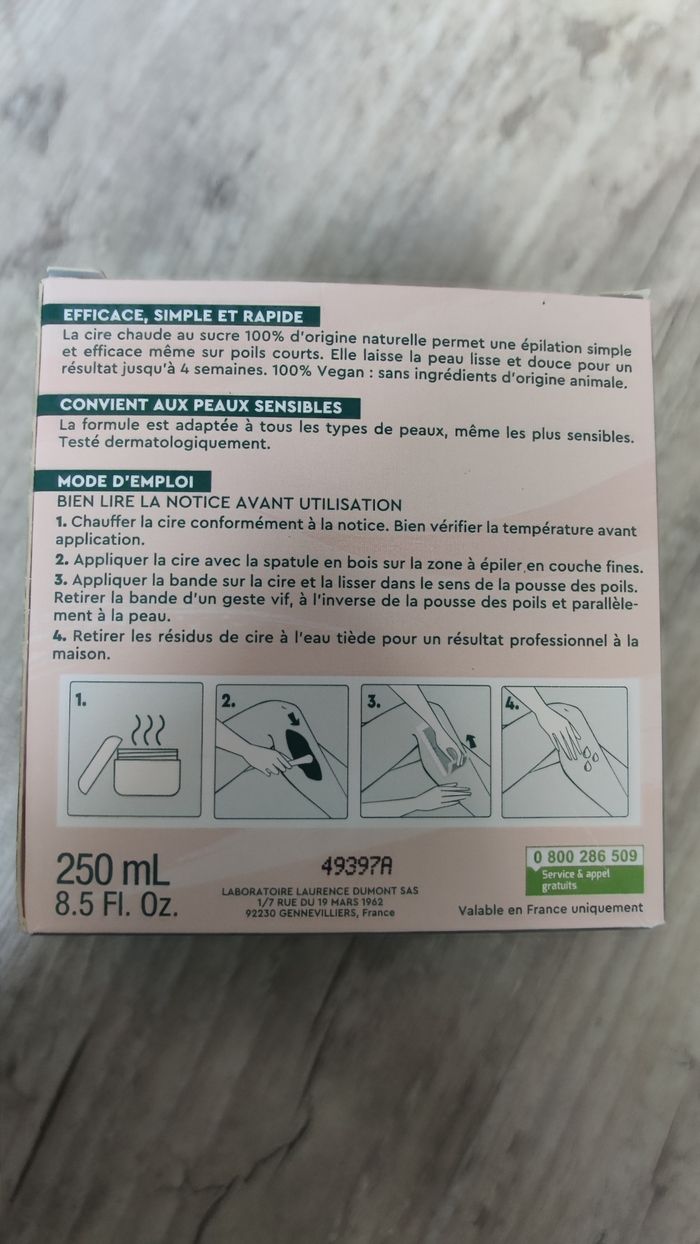 EFFICACE, SIMPLE ET RAPIDE
La cire chaude au sucre 100% d'origine naturelle permet une épilation simple
et efficace même sur poils courts. Elle laisse la peau lisse et douce pour un
résultat jusqu'à 4 semaines. 100% Vegan : sans ingrédients d'origine animale.
CONVIENT AUX PEAUX SENSIBLES
La formule est adaptée à tous les types de peaux, même les plus sensibles.
Testé dermatologiquement.
MODE D'EMPLOI
BIEN LIRE LA NOTICE AVANT UTILISATION
1. Chauffer la cire conformément à la notice. Bien vérifier la température avant
application.
2. Appliquer la cire avec la spatule en bois sur la zone à épiler en couche fines.
3. Appliquer la bande sur la cire et la lisser dans le sens de la pousse des poils.
Retirer la bande d'un geste vif, à l'inverse de la pousse des poils et parallèle-
ment à la peau.
4. Retirer les résidus de cire à l'eau tiède pour un résultat professionnel à la
maison.
1.
2.
3.
4.
250 mL
8.5 Fl. Oz.
49397A
LABORATOIRE LAURENCE DUMONT SAS
1/7 RUE DU 19 MARS 1962
92230 GENNEVILLIERS, France
0 800 286 509
Service & appel
gratuits
Valable en France uniquement